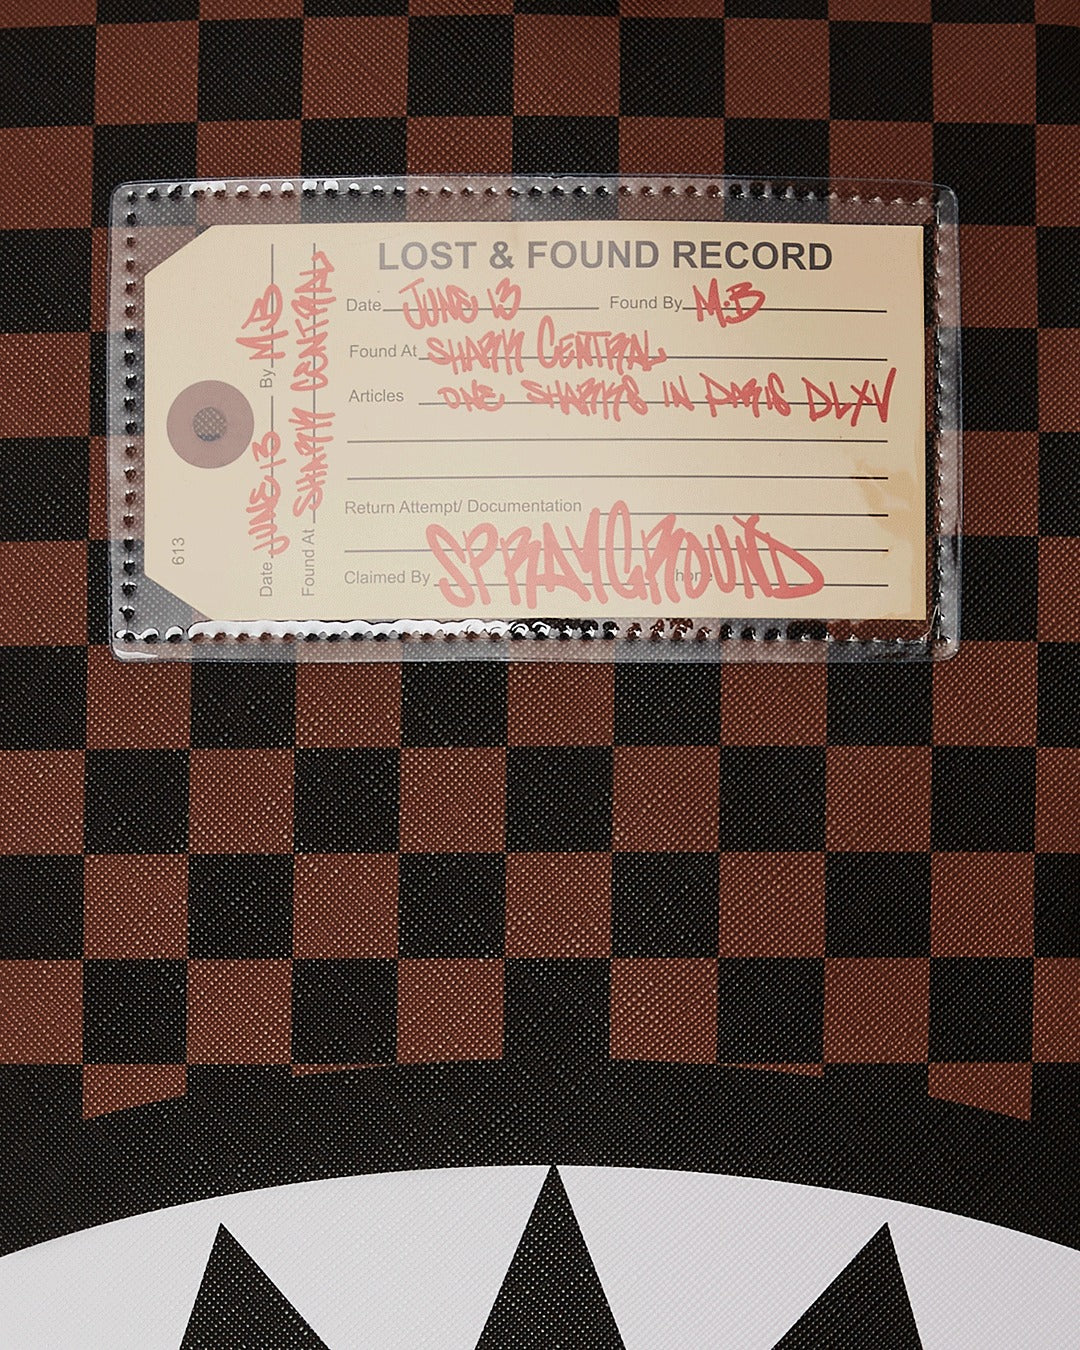 LOST & FOUND RECORD
Date JUNE 13 Found By M.B
Found At SHARK CENTRAL
Articles ONE SHARKS IN PARIS DLXV
Return Attempt/ Documentation
Claimed By SPRAYGROUND
Date JUNE 13 By M.B
Found At SHARK CENTRAL
613